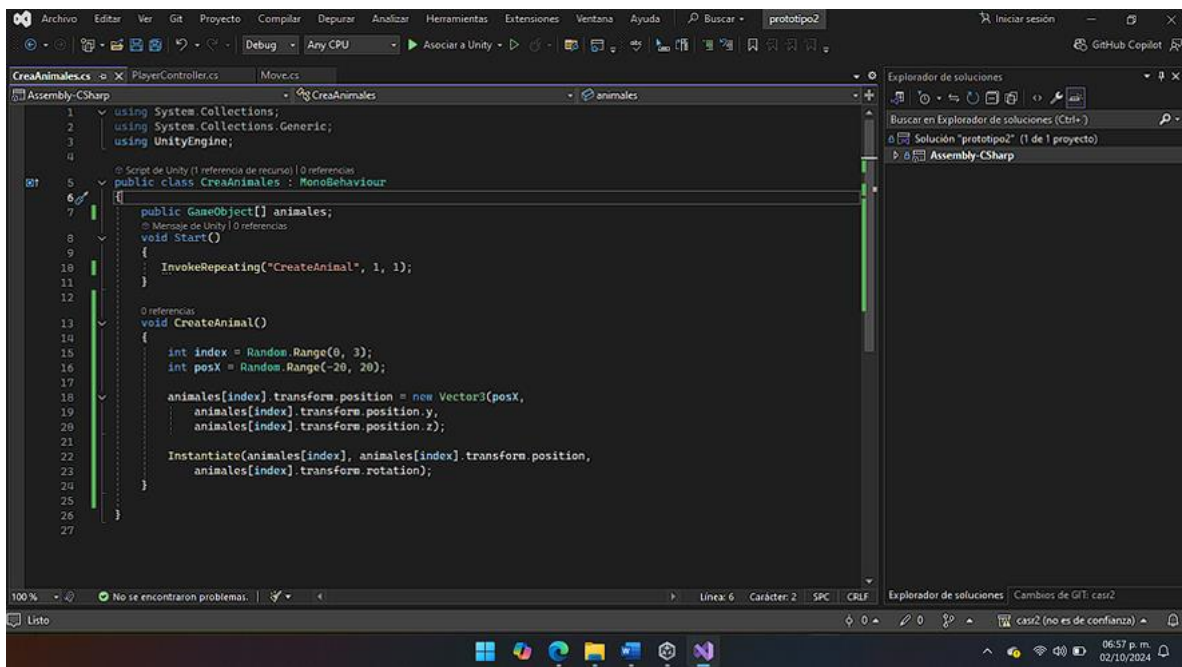 Archivo Editar Ver Git Proyecto Compilar Depurar Analizar Herramientas Extensiones Ventana Ayuda Buscar prototipo2 Iniciar sesión
Debug Any CPU Asociar a Unity GitHub Copilot
CreaAnimales.cs PlayerController.cs Move.cs
Assembly-CSharp CreaAnimales animales
1 using System.Collections;
2 using System.Collections.Generic;
3 using UnityEngine;
4
Script de Unity (1 referencia de recurso) | 0 referencias
5 public class CreaAnimales : MonoBehaviour
6 {
7 public GameObject[] animales;
Mensaje de Unity | 0 referencias
8 void Start()
9 {
10 InvokeRepeating("CreateAnimal", 1, 1);
11 }
12
0 referencias
13 void CreateAnimal()
14 {
15 int index = Random.Range(0, 3);
16 int posX = Random.Range(-20, 20);
17
18 animales[index].transform.position = new Vector3(posX,
19 animales[index].transform.position.y,
20 animales[index].transform.position.z);
21
22 Instantiate(animales[index], animales[index].transform.position,
23 animales[index].transform.rotation);
24 }
25
26 }
27
100 % No se encontraron problemas. Línea: 6 Carácter: 2 SPC CRLF
Explorador de soluciones
Buscar en Explorador de soluciones (Ctrl+´)
Solución "prototipo2" (1 de 1 proyecto)
Assembly-CSharp
Explorador de soluciones Cambios de GIT: casr2
Listo 0 0 casr2 (no es de confianza)
06:57 p. m.
02/10/2024